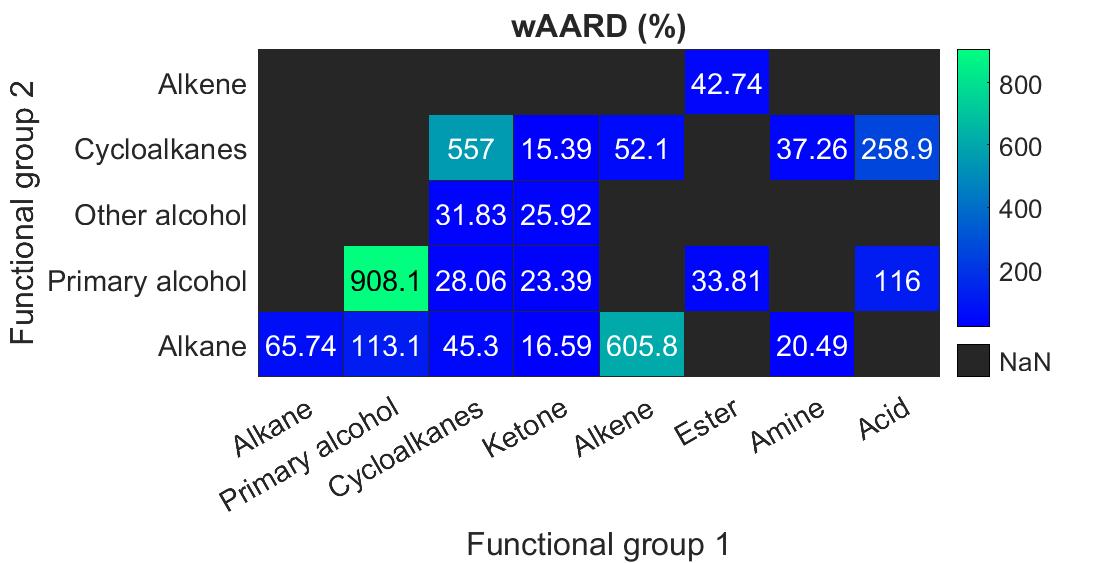 wAARD (%)
Functional group 2
Alkene
42.74
Cycloalkanes
557 15.39 52.1 37.26 258.9
Other alcohol
31.83 25.92
Primary alcohol
908.1 28.06 23.39 33.81 116
Alkane
65.74 113.1 45.3 16.59 605.8 20.49
Alkane
Primary alcohol
Cycloalkanes
Ketone
Alkene
Ester
Amine
Acid
Functional group 1
800
600
400
200
NaN